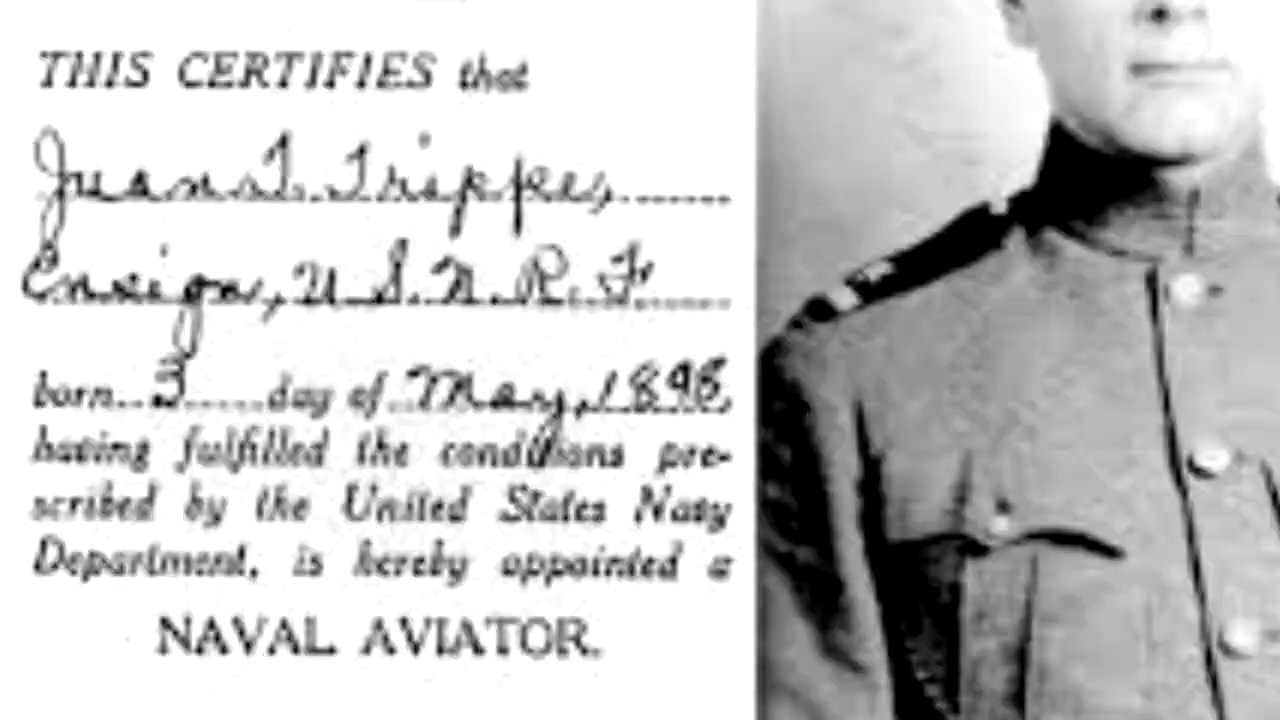 THIS CERTIFIES that
Juan T. Trippe,
Ensign, U.S.N.R.F.
born 3 day of May, 1898,
having fulfilled the conditions pre-
scribed by the United States Navy
Department, is hereby appointed a
NAVAL AVIATOR.